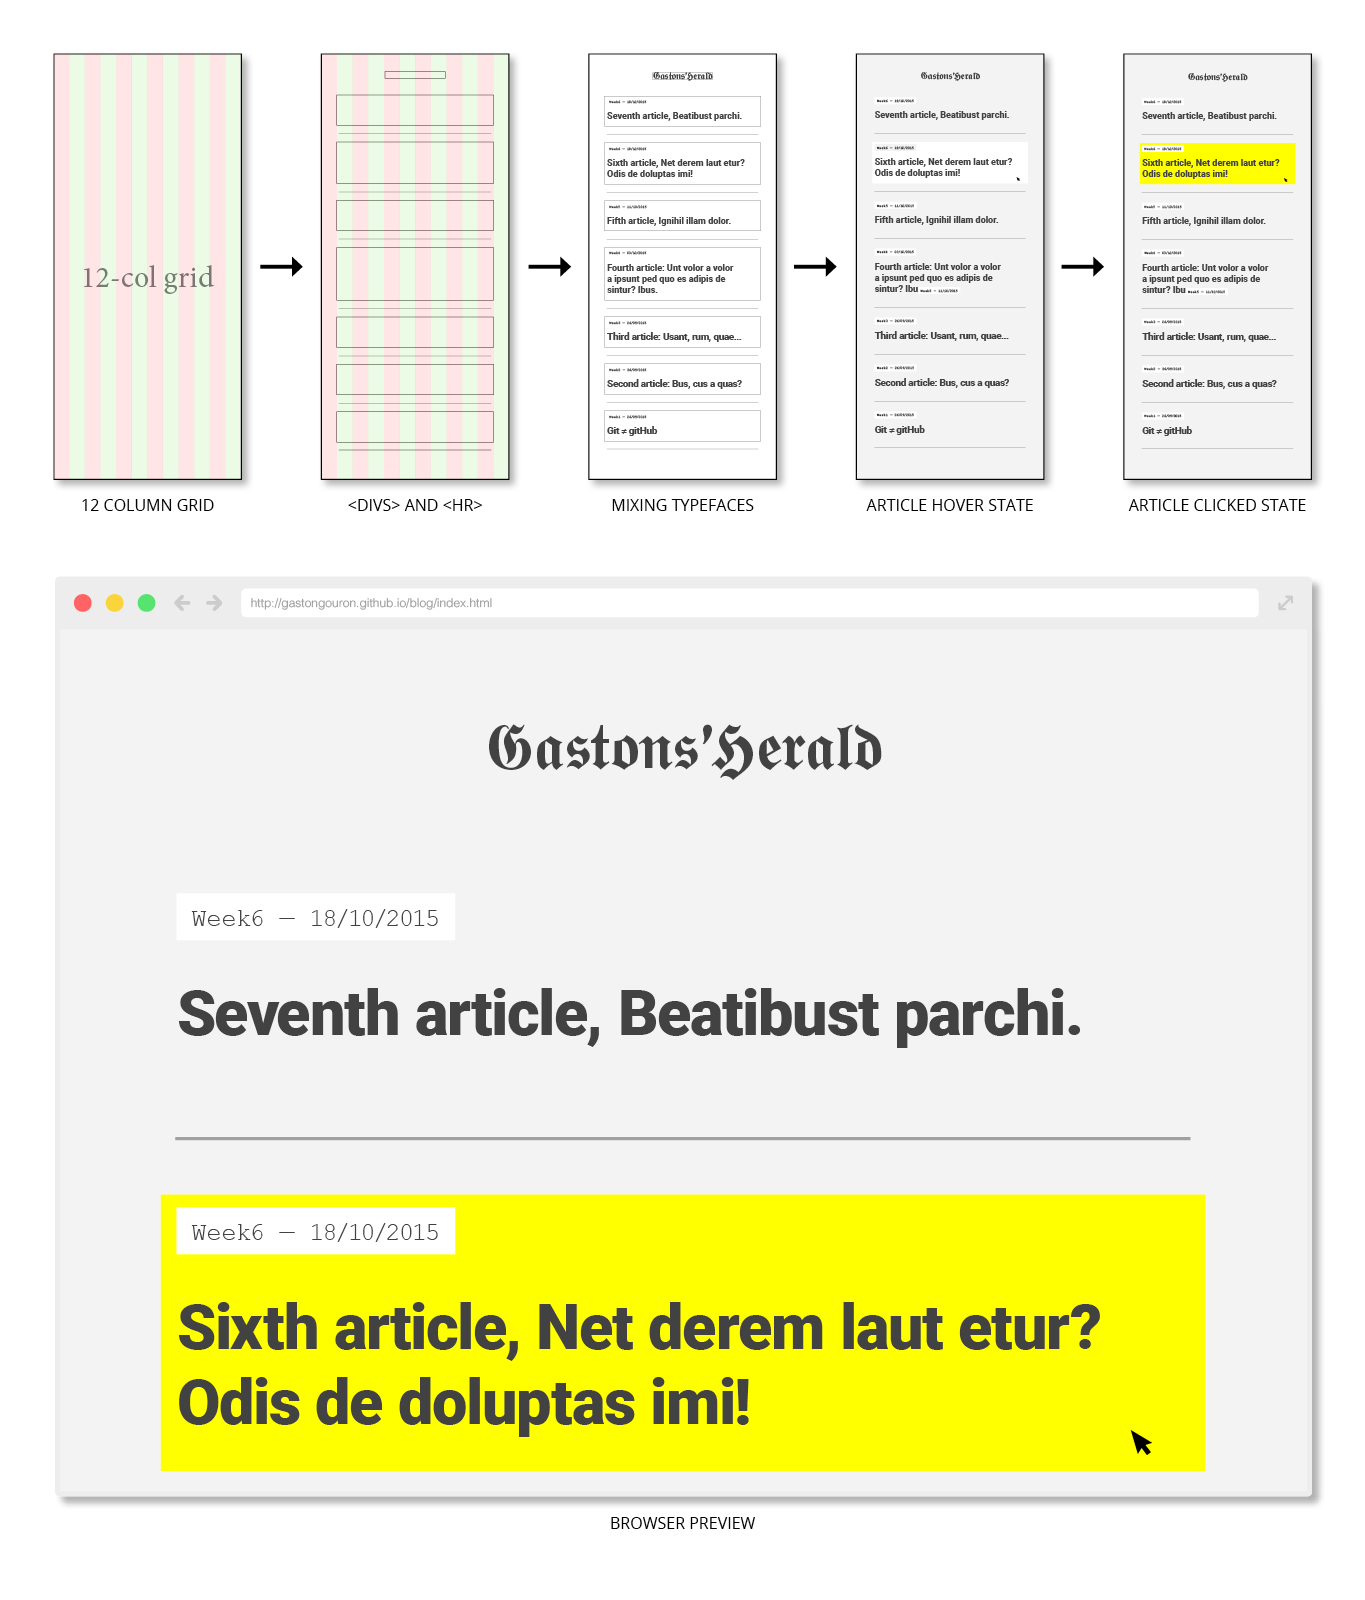 12-col grid
12 COLUMN GRID
<DIVS> AND <HR>
Gastons'Herald
Seventh article, Beatibust parchi.
Sixth article, Net derem laut etur?
Odis de doluptas imi!
Fifth article, Ignihil illam dolor.
Fourth article: Unt volor a volor
a ipsunt ped quo es adipis de
sintur? Ibus.
Third article: Usant, rum, quae...
Second article: Bus, cus a quas?
Git ≠ gitHub
MIXING TYPEFACES
Gastons'Herald
Seventh article, Beatibust parchi.
Sixth article, Net derem laut etur?
Odis de doluptas imi!
Fifth article, Ignihil illam dolor.
Fourth article: Unt volor a volor
a ipsunt ped quo es adipis de
sintur? Ibu
Third article: Usant, rum, quae...
Second article: Bus, cus a quas?
Git ≠ gitHub
ARTICLE HOVER STATE
Gastons'Herald
Seventh article, Beatibust parchi.
Sixth article, Net derem laut etur?
Odis de doluptas imi!
Fifth article, Ignihil illam dolor.
Fourth article: Unt volor a volor
a ipsunt ped quo es adipis de
sintur? Ibu
Third article: Usant, rum, quae...
Second article: Bus, cus a quas?
Git ≠ gitHub
ARTICLE CLICKED STATE
http://gastongouron.github.io/blog/index.html
Gastons'Herald
Week6 — 18/10/2015
Seventh article, Beatibust parchi.
Week6 — 18/10/2015
Sixth article, Net derem laut etur?
Odis de doluptas imi!
BROWSER PREVIEW